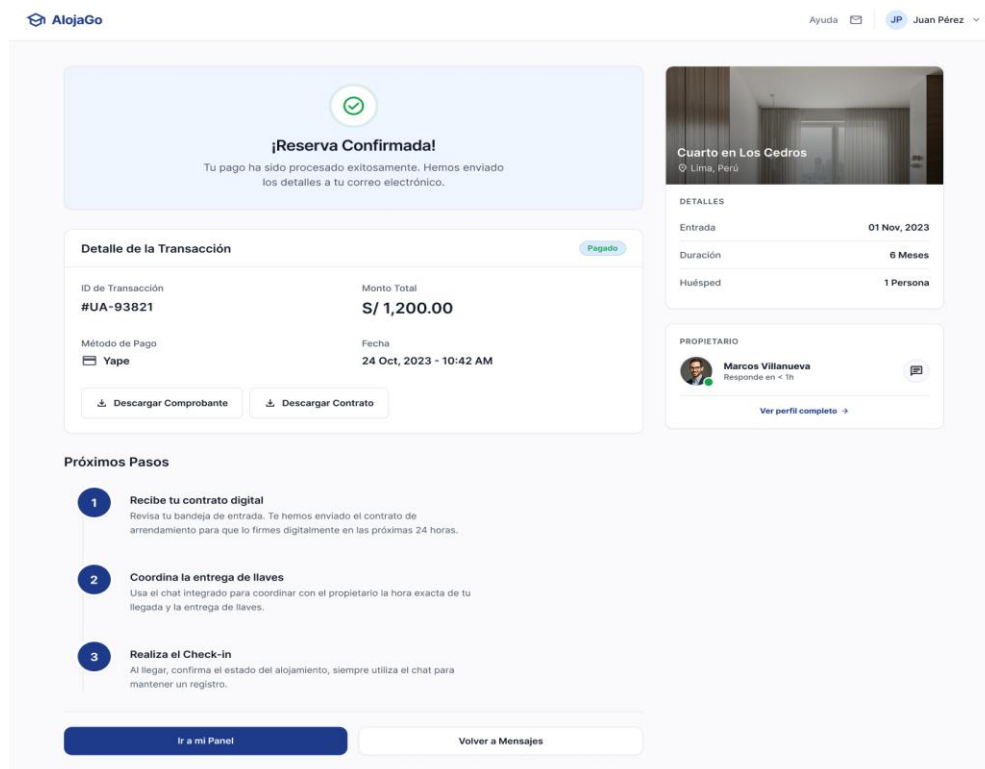 AlojaGo
Ayuda
JP
Juan Pérez
¡Reserva Confirmada!
Tu pago ha sido procesado exitosamente. Hemos enviado
los detalles a tu correo electrónico.
Detalle de la Transacción
Pagado
ID de Transacción
#UA-93821
Monto Total
S/ 1,200.00
Método de Pago
Yape
Fecha
24 Oct, 2023 - 10:42 AM
Descargar Comprobante
Descargar Contrato
Próximos Pasos
1
Recibe tu contrato digital
Revisa tu bandeja de entrada. Te hemos enviado el contrato de
arrendamiento para que lo firmes digitalmente en las próximas 24 horas.
2
Coordina la entrega de llaves
Usa el chat integrado para coordinar con el propietario la hora exacta de tu
llegada y la entrega de llaves.
3
Realiza el Check-in
Al llegar, confirma el estado del alojamiento, siempre utiliza el chat para
mantener un registro.
Ir a mi Panel
Volver a Mensajes
Cuarto en Los Cedros
Lima, Perú
DETALLES
Entrada 01 Nov, 2023
Duración 6 Meses
Huésped 1 Persona
PROPIETARIO
Marcos Villanueva
Responde en < 1h
Ver perfil completo →